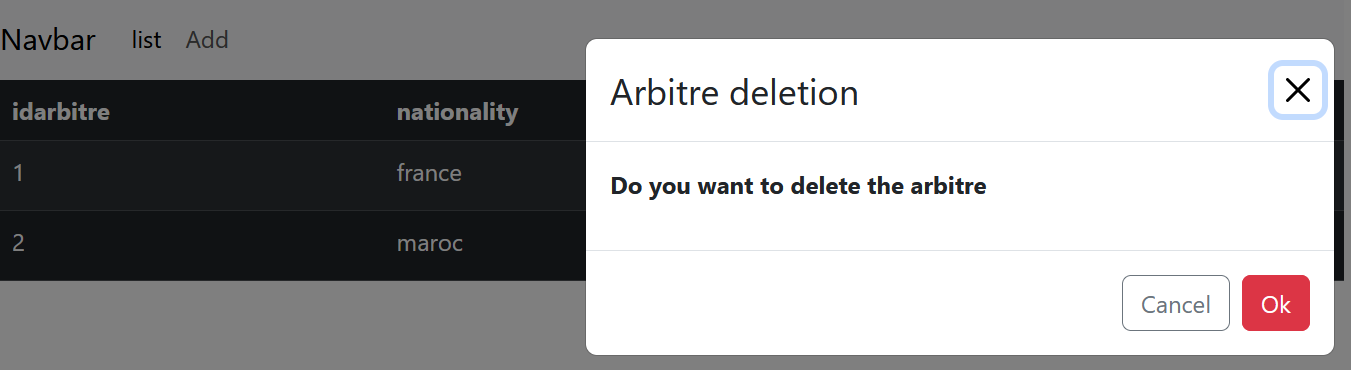 Navbar list Add
Arbitre deletion
idarbitre nationality
1 france
Do you want to delete the arbitre
2 maroc
Cancel Ok